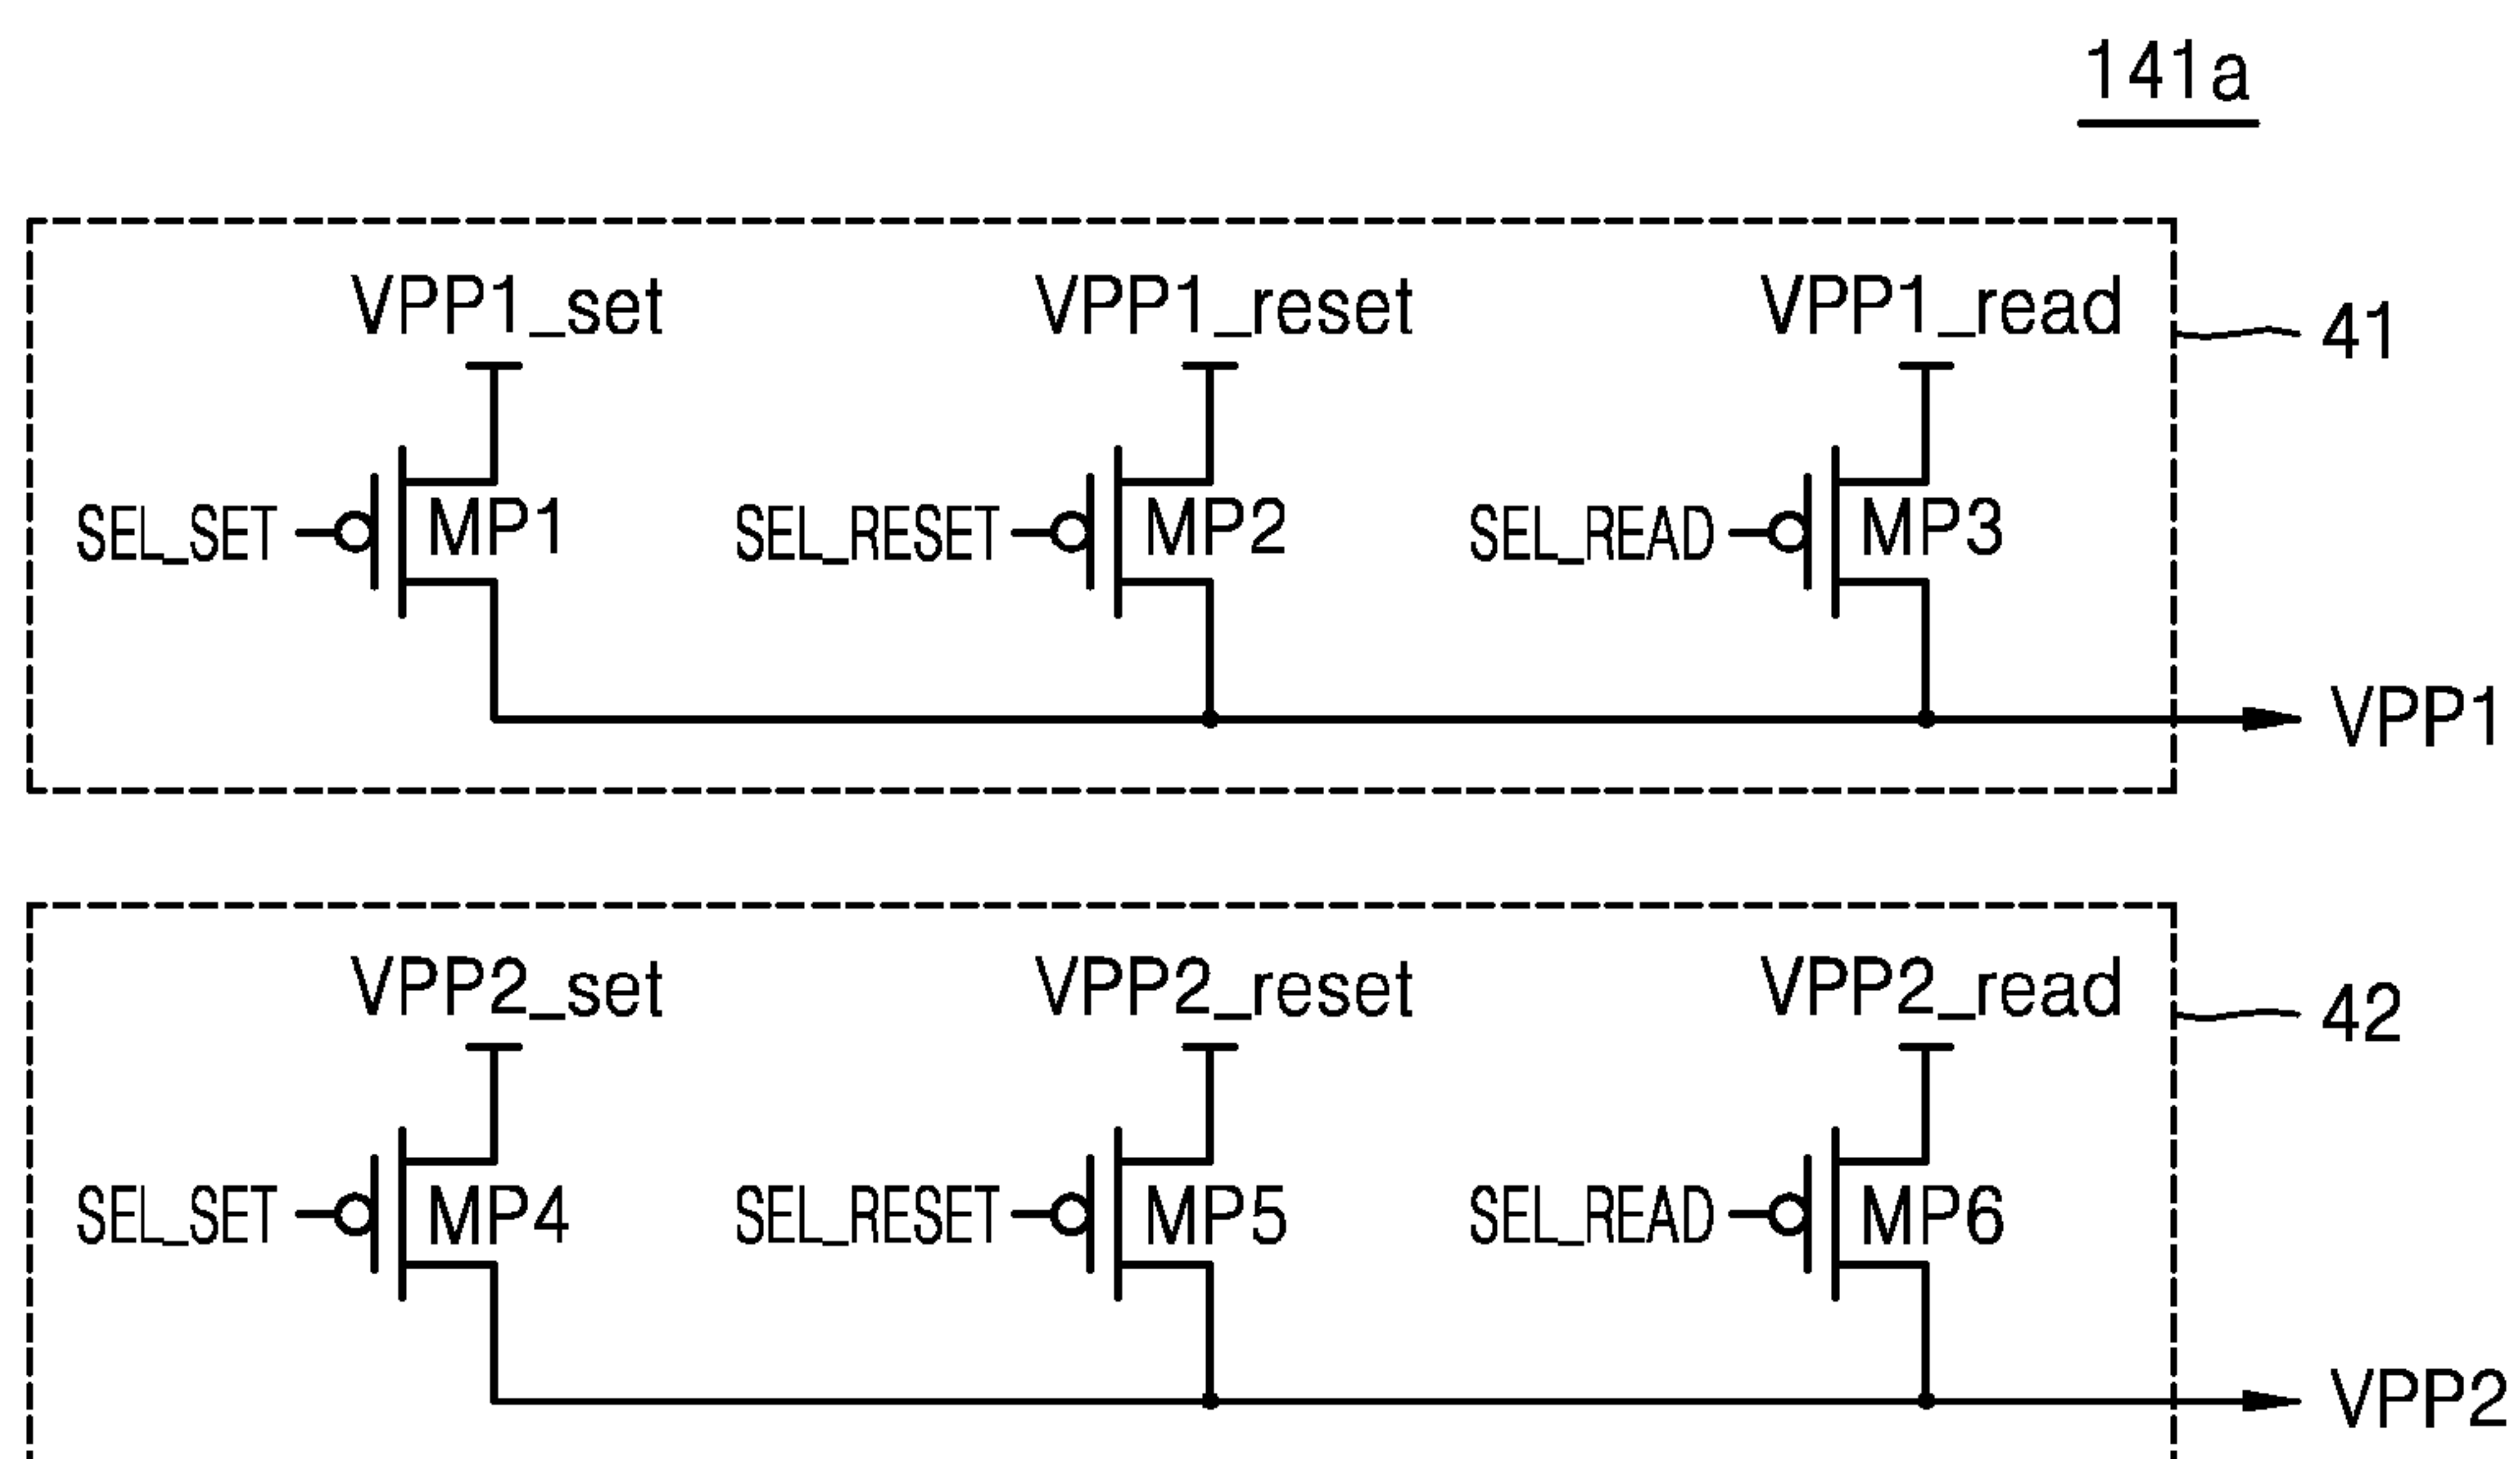 141a
VPP1_set VPP1_reset VPP1_read 41
SEL_SET MP1 SEL_RESET MP2 SEL_READ MP3
VPP1
VPP2_set VPP2_reset VPP2_read 42
SEL_SET MP4 SEL_RESET MP5 SEL_READ MP6
VPP2